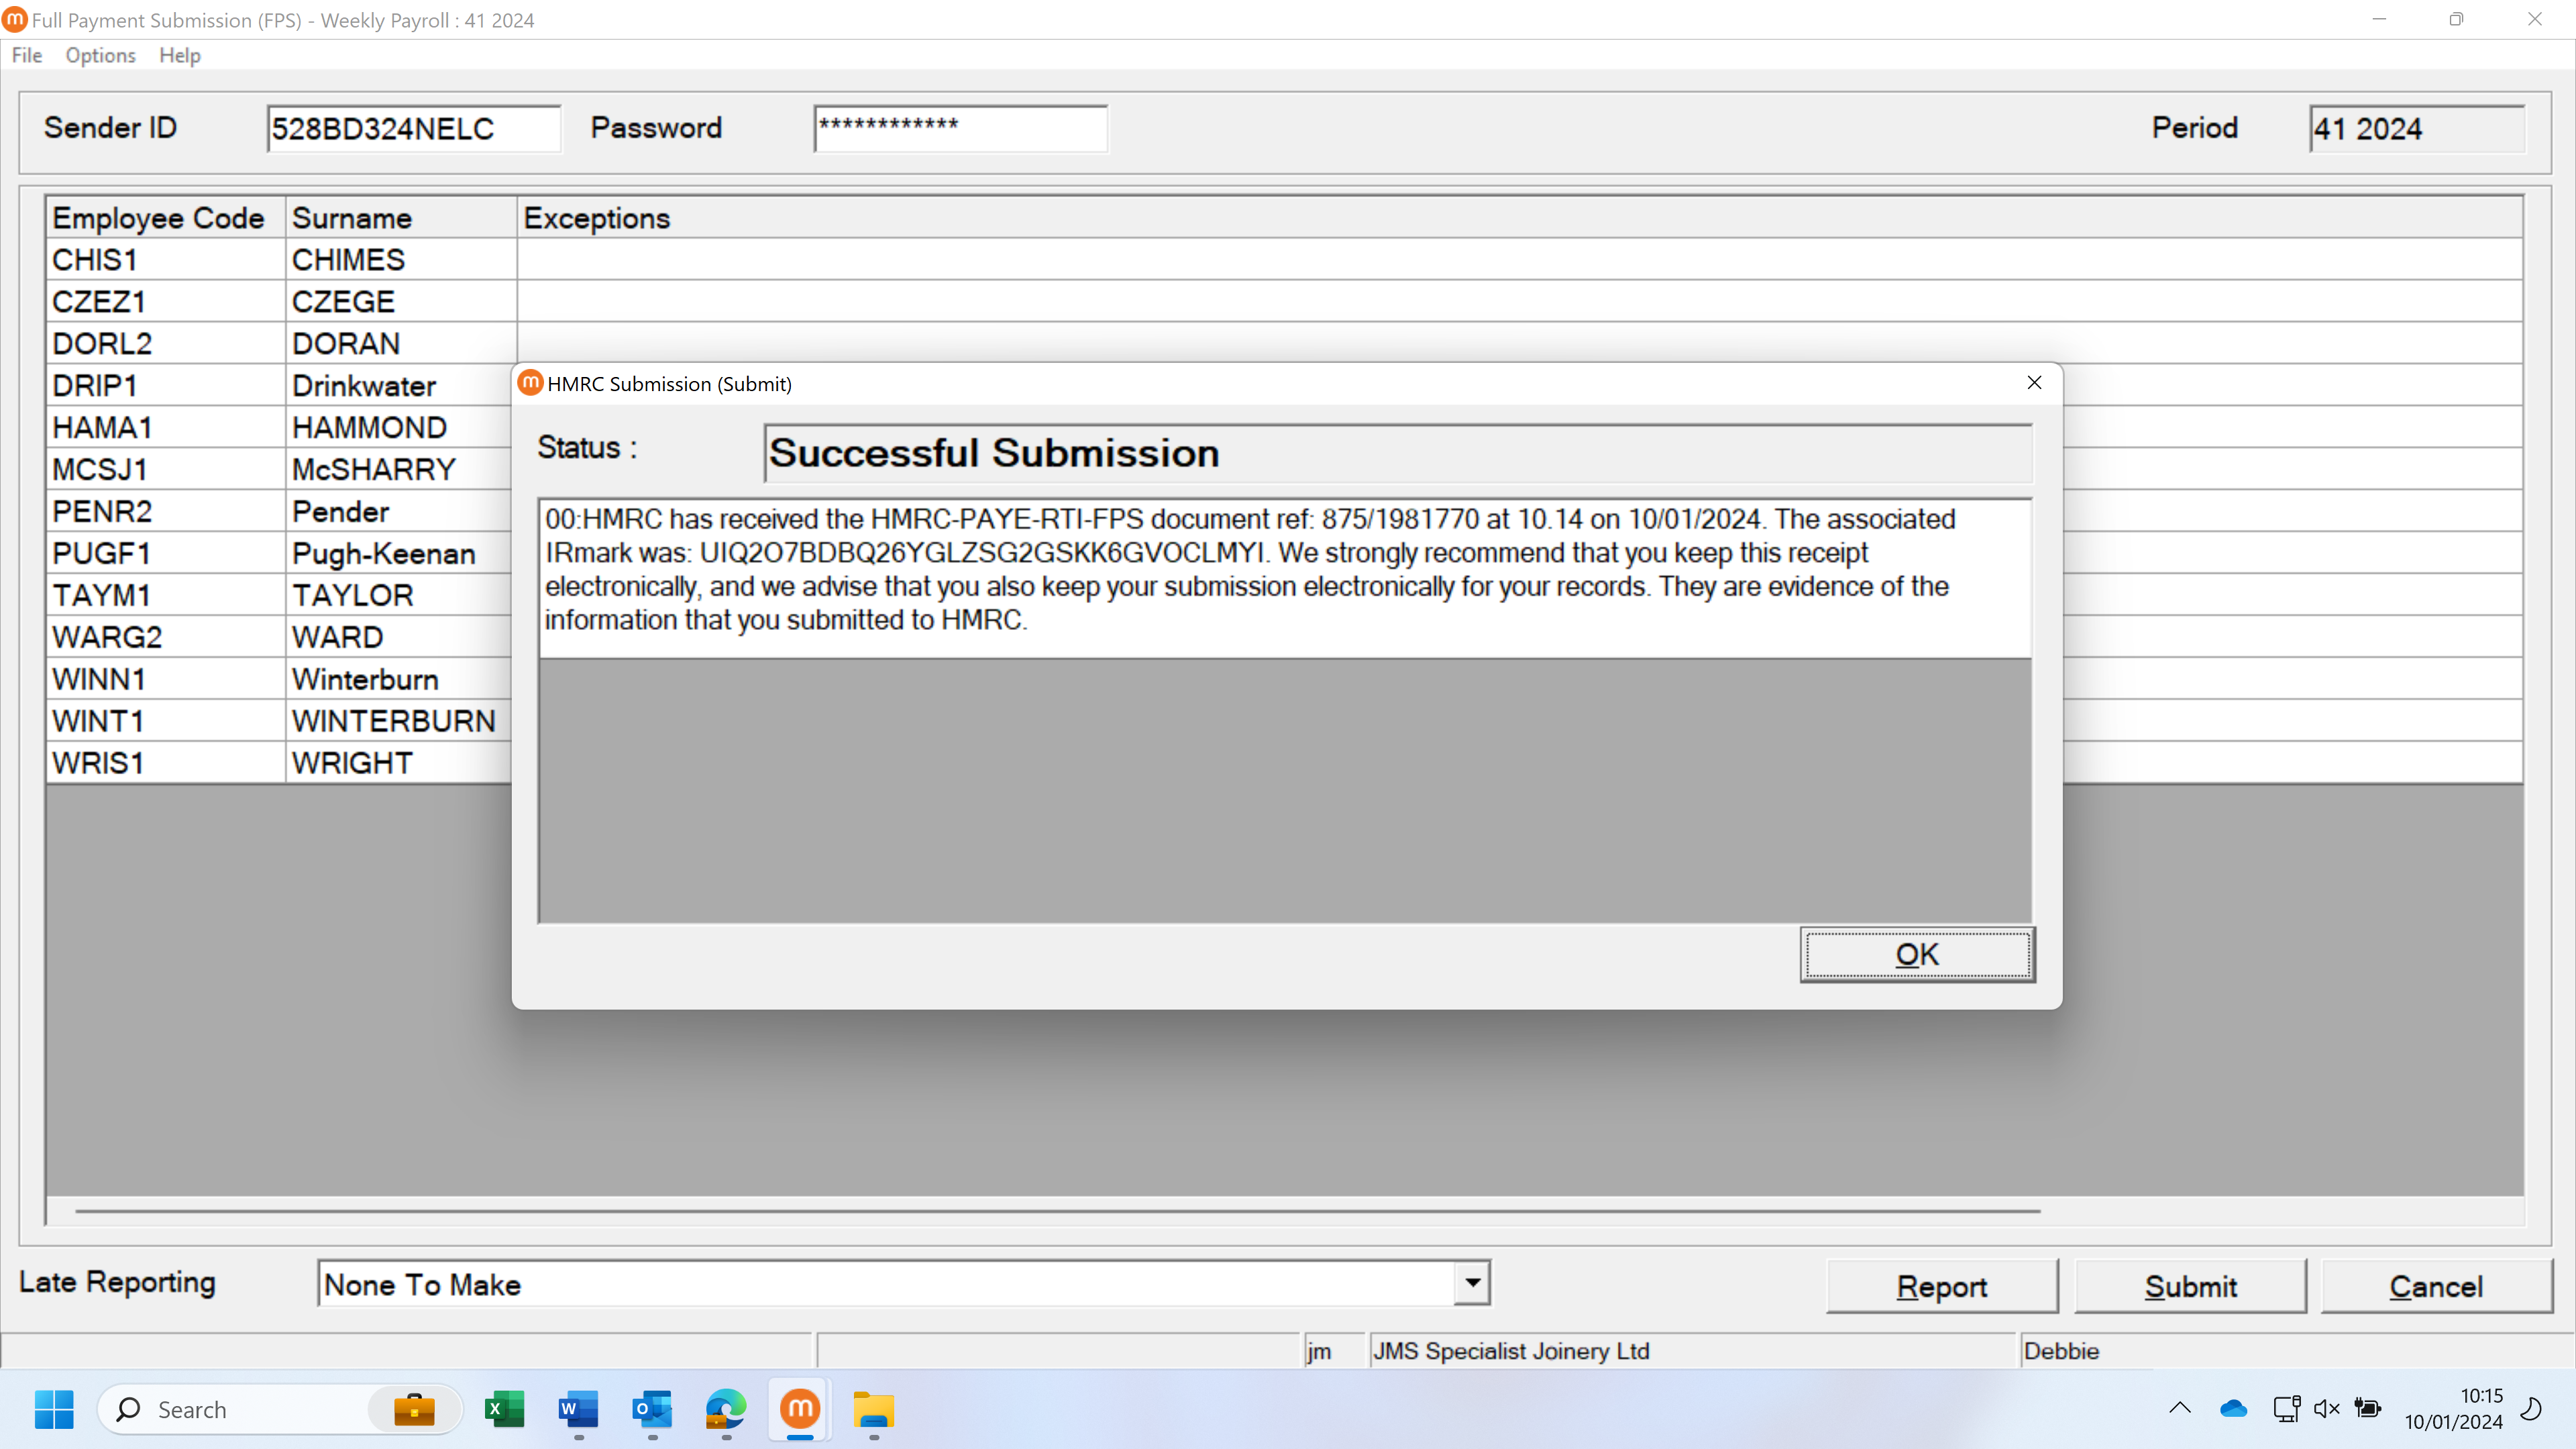 m Full Payment Submission (FPS) - Weekly Payroll : 41 2024
File Options Help
Sender ID 528BD324NELC Password ************ Period 41 2024
Employee Code Surname Exceptions
CHIS1 CHIMES
CZEZ1 CZEGE
DORL2 DORAN
DRIP1 Drinkwater
HAMA1 HAMMOND
MCSJ1 McSHARRY
PENR2 Pender
PUGF1 Pugh-Keenan
TAYM1 TAYLOR
WARG2 WARD
WINN1 Winterburn
WINT1 WINTERBURN
WRIS1 WRIGHT
m HMRC Submission (Submit)
Status : Successful Submission
00:HMRC has received the HMRC-PAYE-RTI-FPS document ref: 875/1981770 at 10.14 on 10/01/2024. The associated
IRmark was: UIQ2O7BDBQ26YGLZSG2GSKK6GVOCLMYI. We strongly recommend that you keep this receipt
electronically, and we advise that you also keep your submission electronically for your records. They are evidence of the
information that you submitted to HMRC.
OK
Late Reporting None To Make Report Submit Cancel
jm JMS Specialist Joinery Ltd Debbie
Search X W O m 10:15
10/01/2024